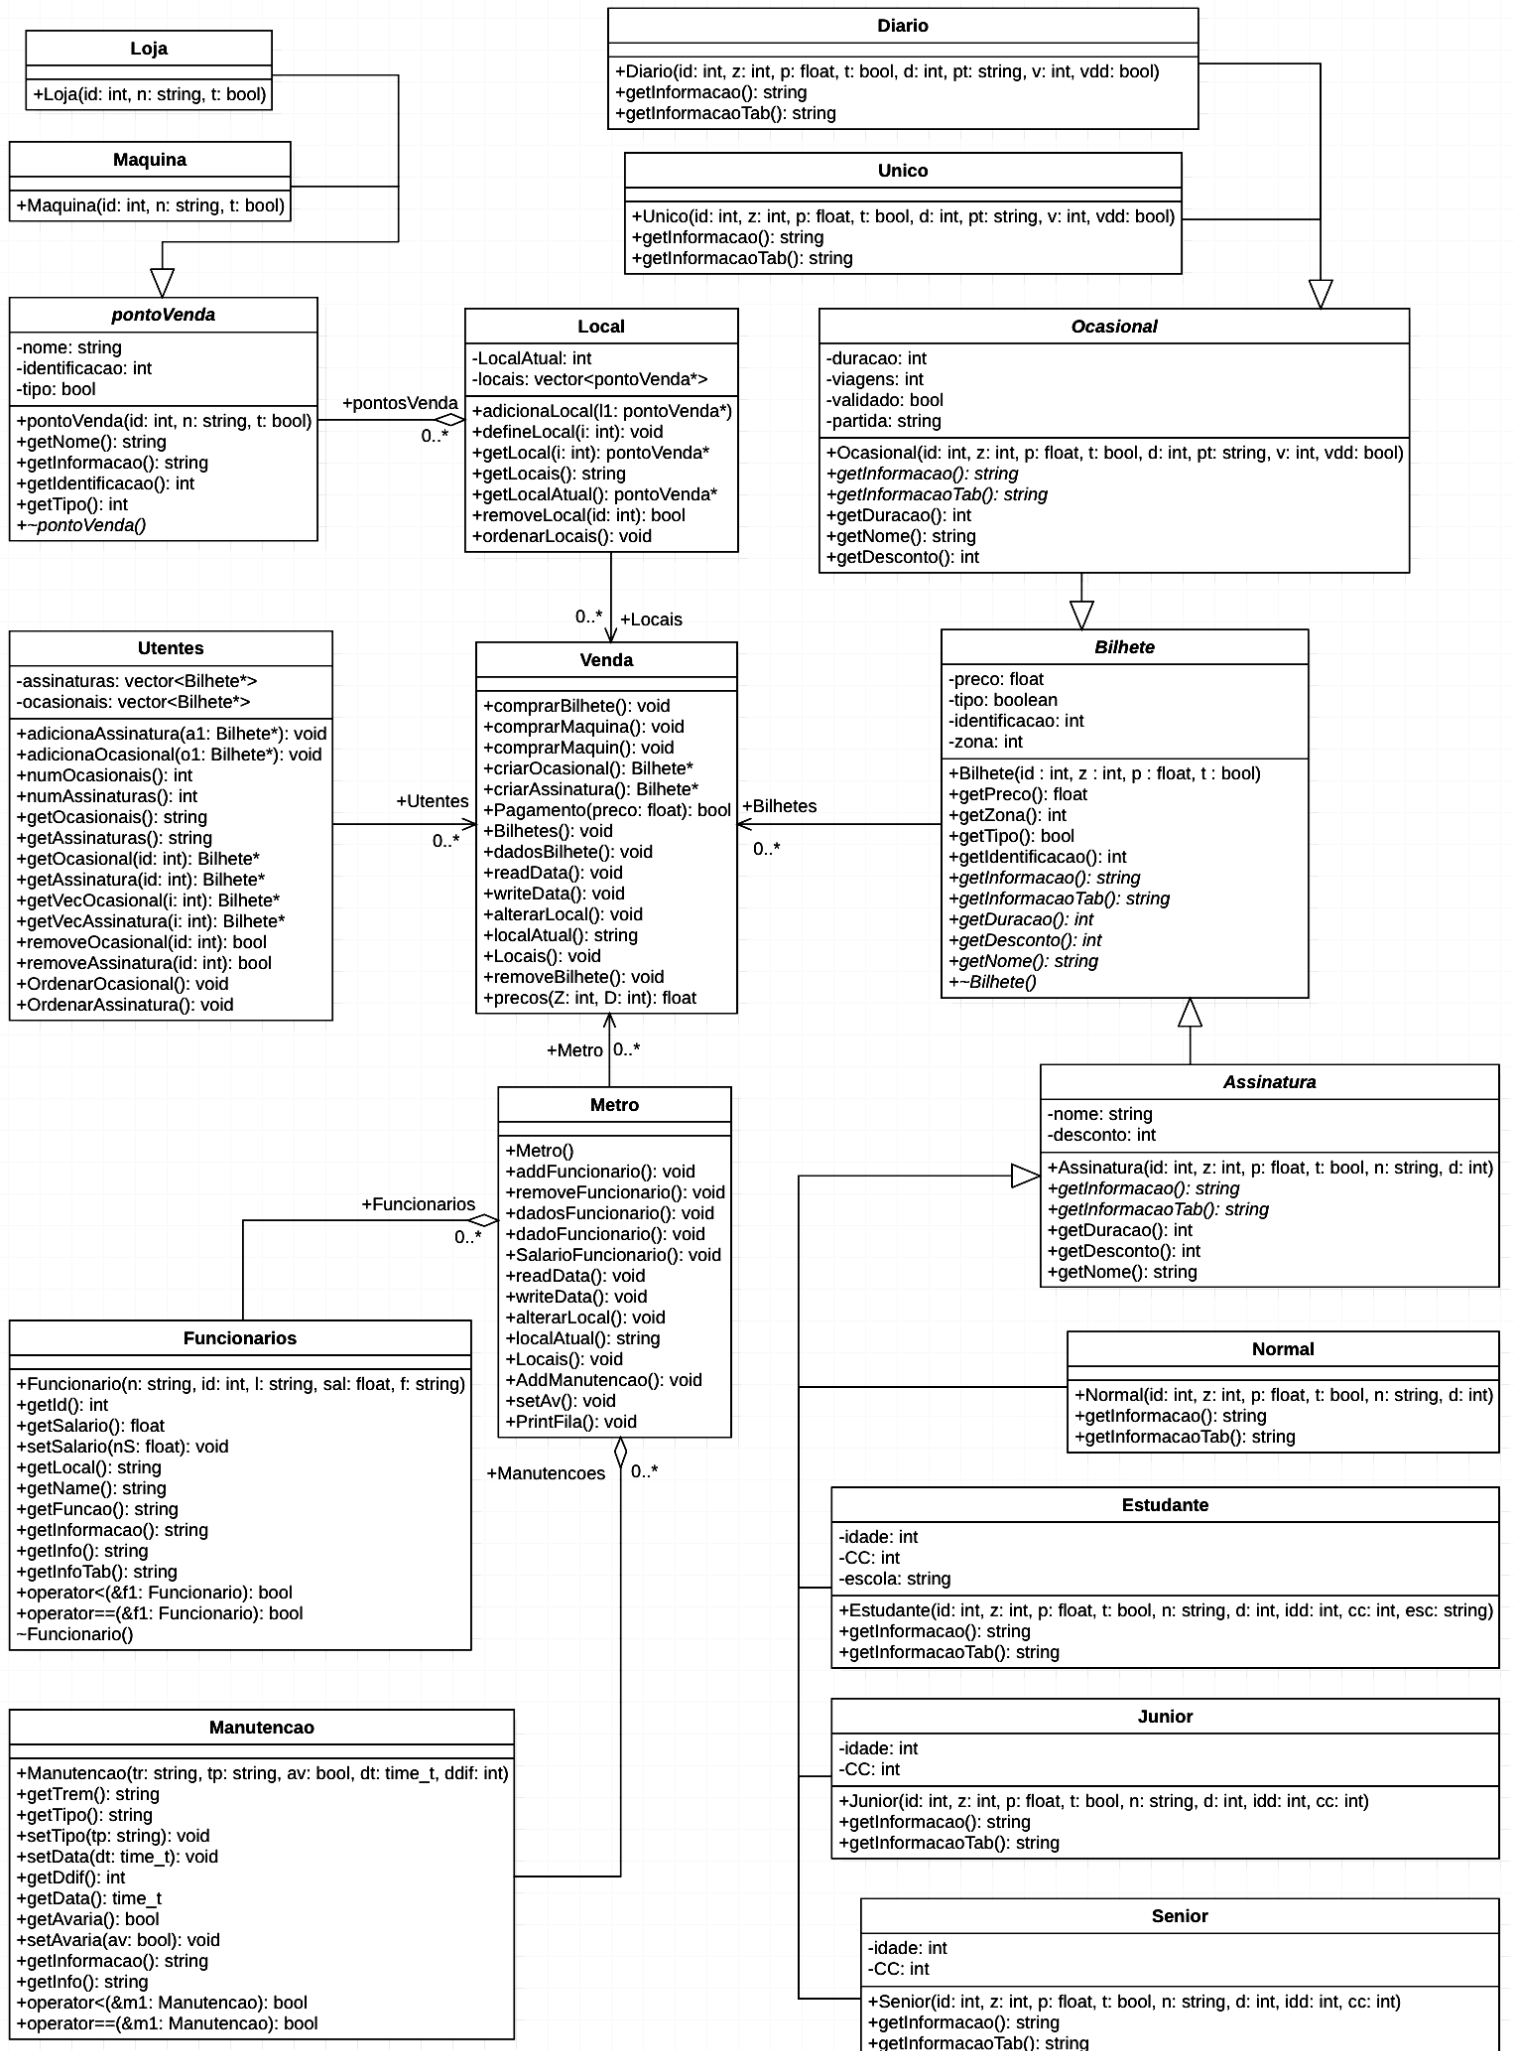 Loja
+Loja(id: int, n: string, t: bool)
Maquina
+Maquina(id: int, n: string, t: bool)
Diario
+Diario(id: int, z: int, p: float, t: bool, d: int, pt: string, v: int, vdd: bool)
+getInformacao(): string
+getInformacaoTab(): string
Unico
+Unico(id: int, z: int, p: float, t: bool, d: int, pt: string, v: int, vdd: bool)
+getInformacao(): string
+getInformacaoTab(): string
pontoVenda
-nome: string
-identificacao: int
-tipo: bool
+pontoVenda(id: int, n: string, t: bool)
+getNome(): string
+getInformacao(): string
+getIdentificacao(): int
+getTipo(): int
+~pontoVenda()
+pontosVenda
0..*
Local
-LocalAtual: int
-locais: vector<pontoVenda*>
+adicionaLocal(l1: pontoVenda*)
+defineLocal(i: int): void
+getLocal(i: int): pontoVenda*
+getLocais(): string
+getLocalAtual(): pontoVenda*
+removeLocal(id: int): bool
+ordenarLocais(): void
Ocasional
-duracao: int
-viagens: int
-validado: bool
-partida: string
+Ocasional(id: int, z: int, p: float, t: bool, d: int, pt: string, v: int, vdd: bool)
+getInformacao(): string
+getInformacaoTab(): string
+getDuracao(): int
+getNome(): string
+getDesconto(): int
0..*
+Locais
Utentes
-assinaturas: vector<Bilhete*>
-ocasionais: vector<Bilhete*>
+adicionaAssinatura(a1: Bilhete*): void
+adicionaOcasional(o1: Bilhete*): void
+numOcasionais(): int
+numAssinaturas(): int
+getOcasionais(): string
+getAssinaturas(): string
+getOcasional(id: int): Bilhete*
+getAssinatura(id: int): Bilhete*
+getVecOcasional(i: int): Bilhete*
+getVecAssinatura(i: int): Bilhete*
+removeOcasional(id: int): bool
+removeAssinatura(id: int): bool
+OrdenarOcasional(): void
+OrdenarAssinatura(): void
+Utentes
0..*
Venda
+comprarBilhete(): void
+comprarMaquina(): void
+comprarMaquin(): void
+criarOcasional(): Bilhete*
+criarAssinatura(): Bilhete*
+Pagamento(preco: float): bool
+Bilhetes(): void
+dadosBilhete(): void
+readData(): void
+writeData(): void
+alterarLocal(): void
+localAtual(): string
+Locais(): void
+removeBilhete(): void
+precos(Z: int, D: int): float
+Bilhetes
0..*
Bilhete
-preco: float
-tipo: boolean
-identificacao: int
-zona: int
+Bilhete(id : int, z : int, p : float, t : bool)
+getPreco(): float
+getZona(): int
+getTipo(): bool
+getIdentificacao(): int
+getInformacao(): string
+getInformacaoTab(): string
+getDuracao(): int
+getDesconto(): int
+getNome(): string
+~Bilhete()
+Metro
0..*
Metro
+Metro()
+addFuncionario(): void
+removeFuncionario(): void
+dadosFuncionario(): void
+dadoFuncionario(): void
+SalarioFuncionario(): void
+readData(): void
+writeData(): void
+alterarLocal(): void
+localAtual(): string
+Locais(): void
+AddManutencao(): void
+setAv(): void
+PrintFila(): void
+Funcionarios
0..*
+Manutencoes
0..*
Assinatura
-nome: string
-desconto: int
+Assinatura(id: int, z: int, p: float, t: bool, n: string, d: int)
+getInformacao(): string
+getInformacaoTab(): string
+getDuracao(): int
+getDesconto(): int
+getNome(): string
Funcionarios
+Funcionario(n: string, id: int, l: string, sal: float, f: string)
+getId(): int
+getSalario(): float
+setSalario(nS: float): void
+getLocal(): string
+getName(): string
+getFuncao(): string
+getInformacao(): string
+getInfo(): string
+getInfoTab(): string
+operator<(&f1: Funcionario): bool
+operator==(&f1: Funcionario): bool
~Funcionario()
Normal
+Normal(id: int, z: int, p: float, t: bool, n: string, d: int)
+getInformacao(): string
+getInformacaoTab(): string
Estudante
-idade: int
-CC: int
-escola: string
+Estudante(id: int, z: int, p: float, t: bool, n: string, d: int, idd: int, cc: int, esc: string)
+getInformacao(): string
+getInformacaoTab(): string
Manutencao
+Manutencao(tr: string, tp: string, av: bool, dt: time_t, ddif: int)
+getTrem(): string
+getTipo(): string
+setTipo(tp: string): void
+setData(dt: time_t): void
+getDdif(): int
+getData(): time_t
+getAvaria(): bool
+setAvaria(av: bool): void
+getInformacao(): string
+getInfo(): string
+operator<(&m1: Manutencao): bool
+operator==(&m1: Manutencao): bool
Junior
-idade: int
-CC: int
+Junior(id: int, z: int, p: float, t: bool, n: string, d: int, idd: int, cc: int)
+getInformacao(): string
+getInformacaoTab(): string
Senior
-idade: int
-CC: int
+Senior(id: int, z: int, p: float, t: bool, n: string, d: int, idd: int, cc: int)
+getInformacao(): string
+getInformacaoTab(): string